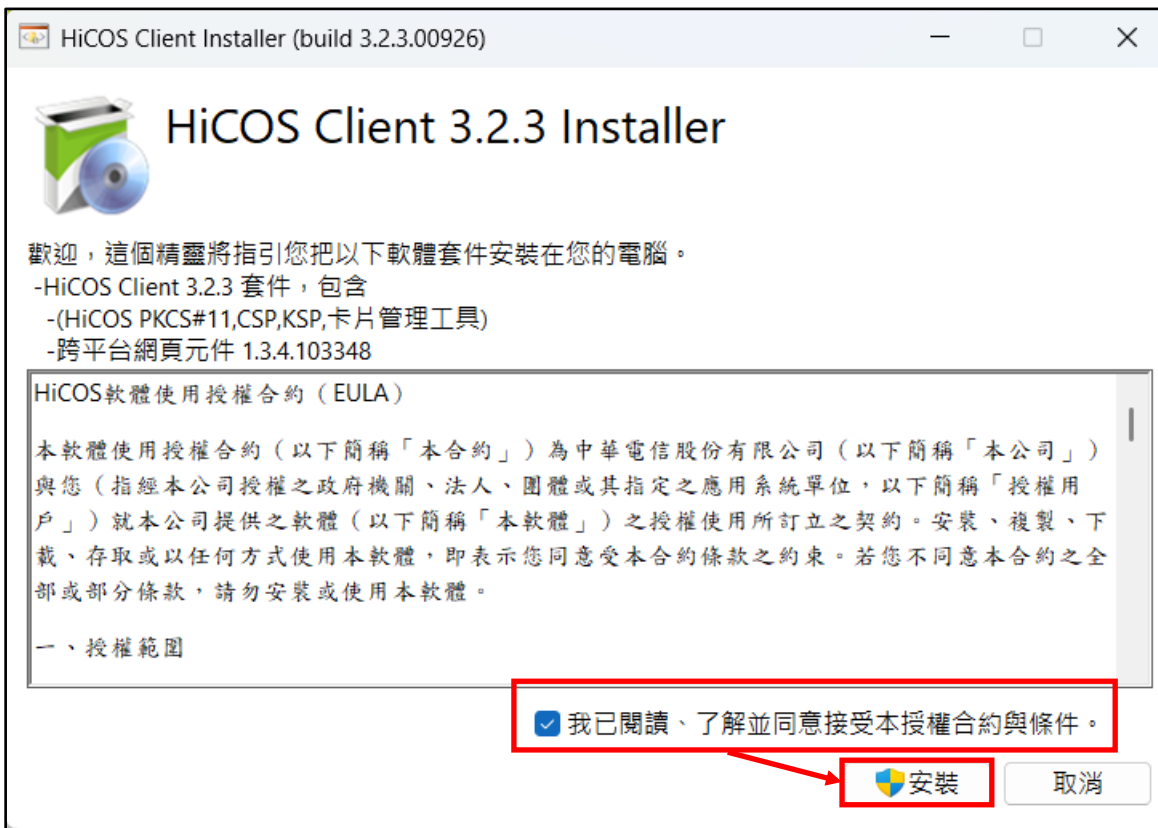 HiCOS Client Installer (build 3.2.3.00926)
HiCOS Client 3.2.3 Installer
歡迎，這個精靈將指引您把以下軟體套件安裝在您的電腦。
-HiCOS Client 3.2.3 套件，包含
-(HiCOS PKCS#11,CSP,KSP,卡片管理工具)
-跨平台網頁元件 1.3.4.103348
HiCOS軟體使用授權合約（EULA）
本軟體使用授權合約（以下簡稱「本合約」）為中華電信股份有限公司（以下簡稱「本公司」）
與您（指經本公司授權之政府機關、法人、團體或其指定之應用系統單位，以下簡稱「授權用
戶」）就本公司提供之軟體（以下簡稱「本軟體」）之授權使用所訂立之契約。安裝、複製、下
載、存取或以任何方式使用本軟體，即表示您同意受本合約條款之約束。若您不同意本合約之全
部或部分條款，請勿安裝或使用本軟體。
一、授權範圍
我已閱讀、了解並同意接受本授權合約與條件。
安裝
取消